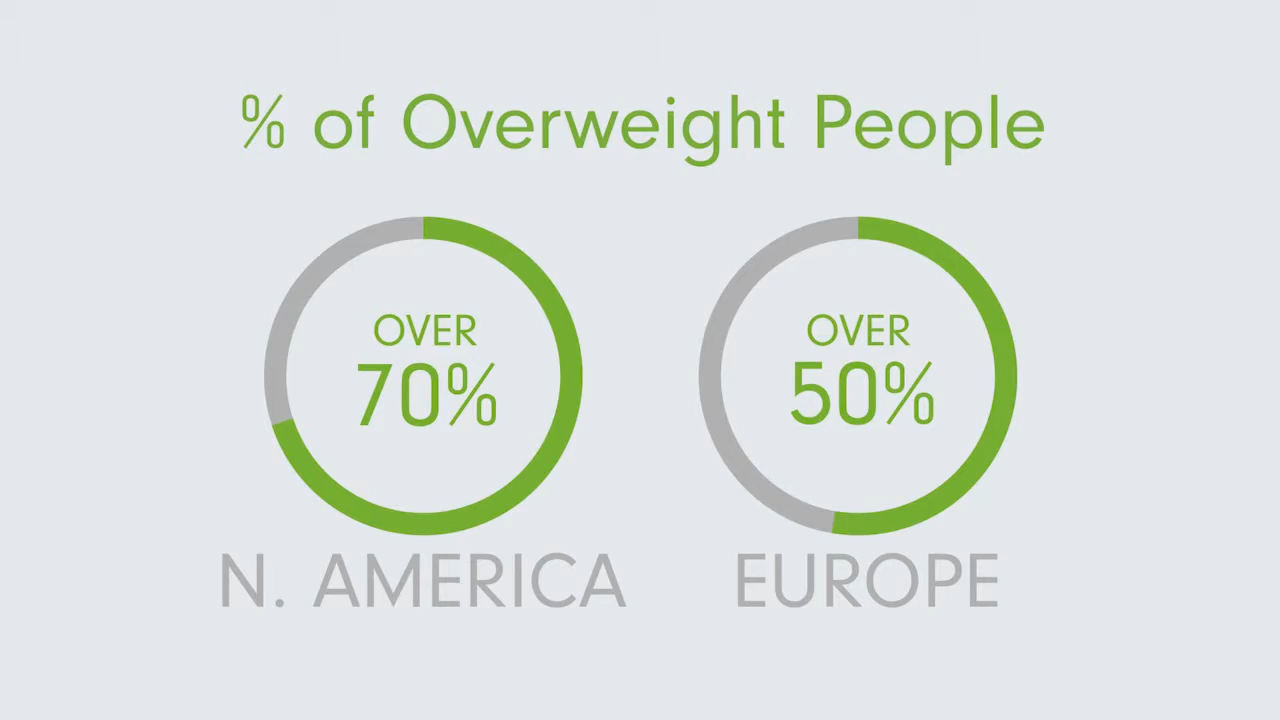 % of Overweight People
OVER
70%
N. AMERICA
OVER
50%
EUROPE